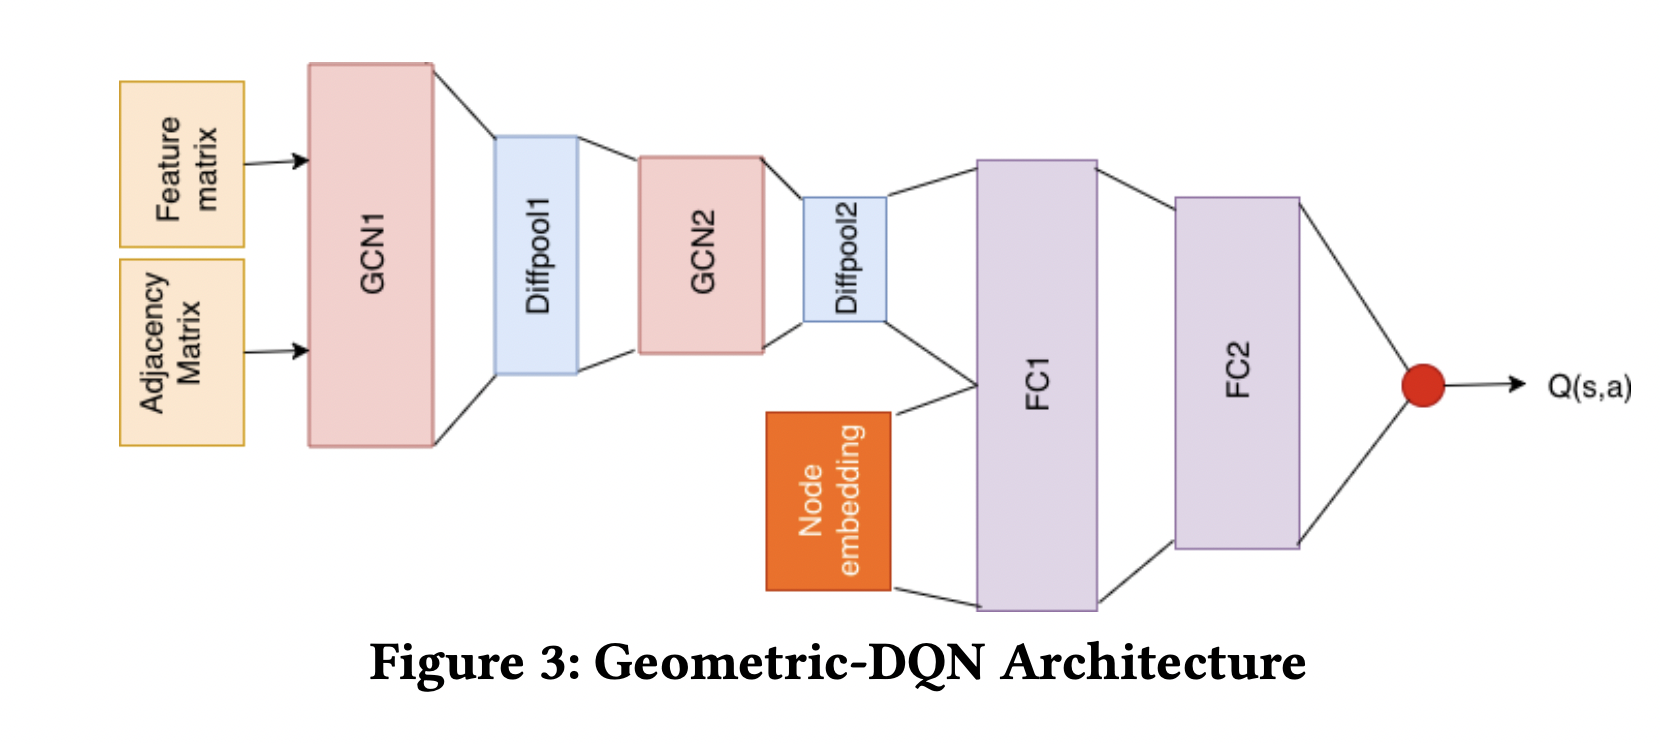 Feature
matrix
Adjacency
Matrix
GCN1
Diffpool1
GCN2
Diffpool2
Node
embedding
FC1
FC2
Q(s,a)
Figure 3: Geometric-DQN Architecture